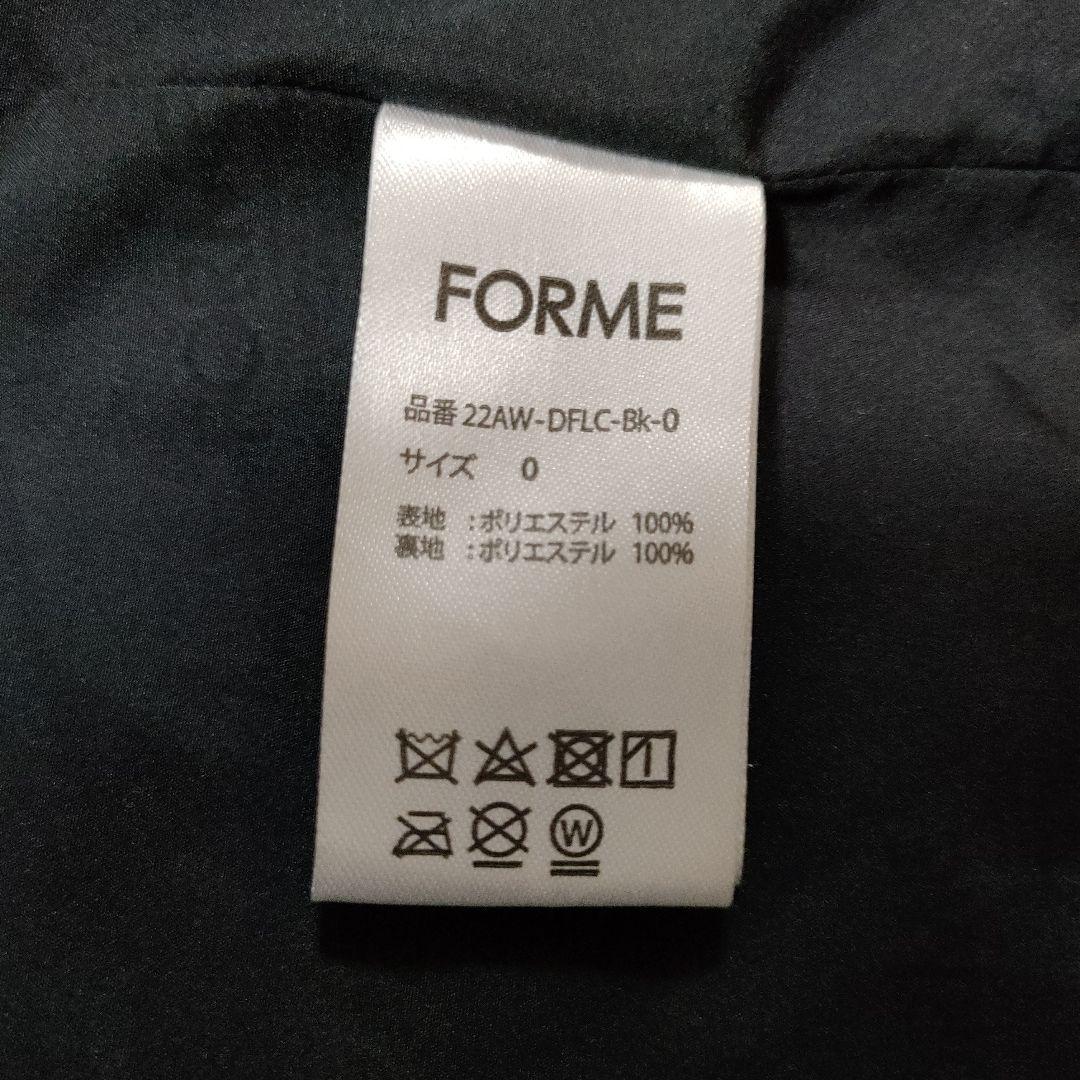 FORME
品番 22AW-DFLC-Bk-0
サイズ 0
表地 :ポリエステル 100%
裏地 :ポリエステル 100%
W